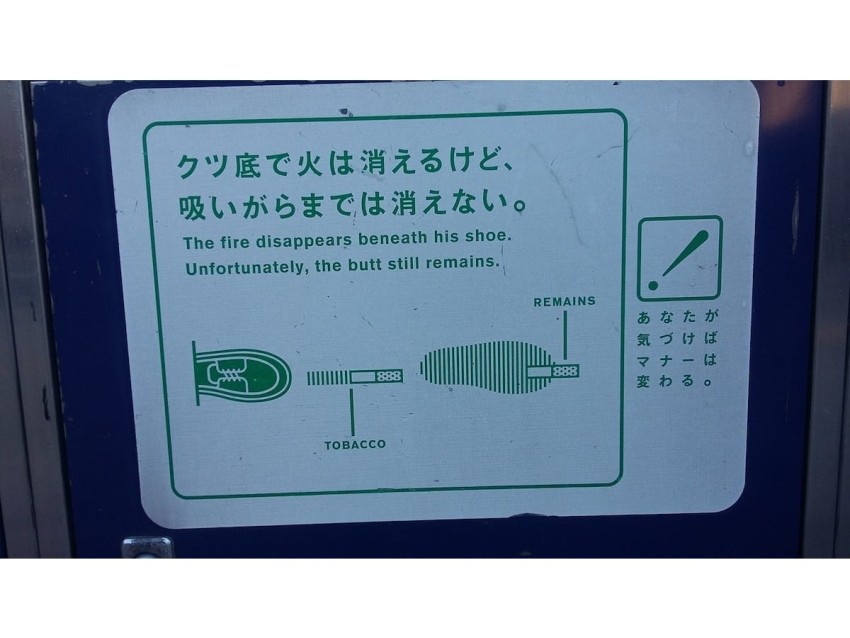 クツ底で火は消えるけど、
吸いがらまでは消えない。
The fire disappears beneath his shoe.
Unfortunately, the butt still remains.
REMAINS
TOBACCO
あなたが
気づけば
マナーは
変わる。